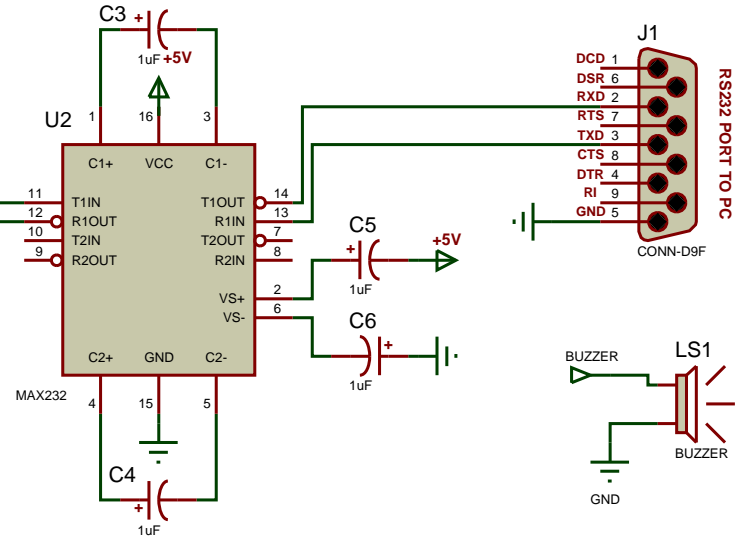 C3
+
1uF
+5V
U2
1
16
3
C1+
VCC
C1-
11
T1IN
T1OUT
14
12
R1OUT
R1IN
13
10
T2IN
T2OUT
7
9
R2OUT
R2IN
8
VS+
2
VS-
6
C2+
GND
C2-
MAX232
4
15
5
C4
+
1uF
C5
+
1uF
+5V
C6
+
1uF
J1
DCD 1
DSR 6
RXD 2
RTS 7
TXD 3
CTS 8
DTR 4
RI 9
GND 5
RS232 PORT TO PC
CONN-D9F
LS1
BUZZER
BUZZER
GND